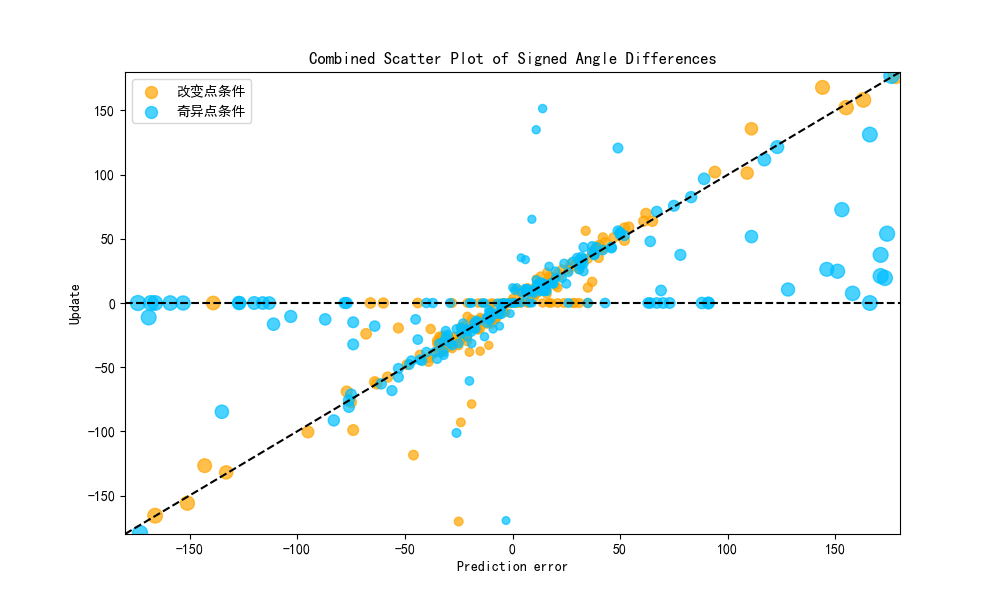 Combined Scatter Plot of Signed Angle Differences
改变点条件
奇异点条件
Update
150
100
50
0
−50
−100
−150
−150
−100
−50
0
50
100
150
Prediction error